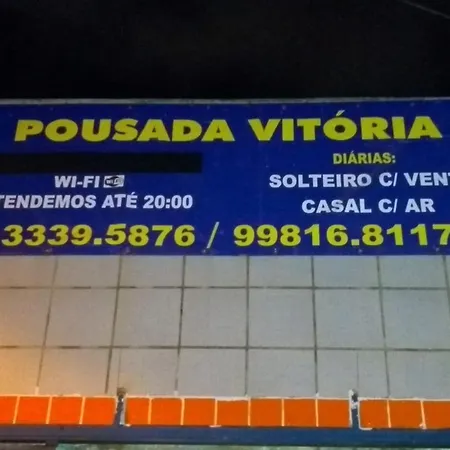 POUSADA VITÓRIA
WI-FI
TENDEMOS ATÉ 20:00
DIÁRIAS:
SOLTEIRO C/ VENT
CASAL C/ AR
3339.5876 / 99816.8117